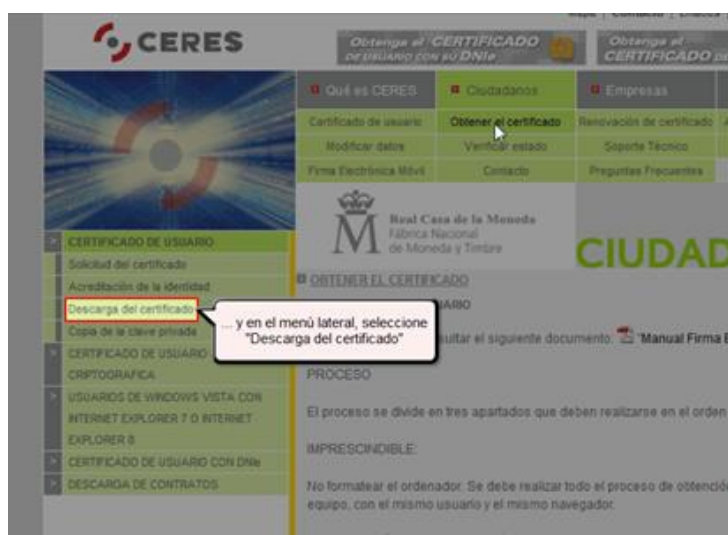 Contacto
CERES
Obtenga el CERTIFICADO
DE USUARIO CON SU DNIe
Obtenga el
CERTIFICADO
Qué es CERES
Ciudadanos
Empresas
Certificado de usuario
Obtener el certificado
Renovación de certificado
Modificar datos
Verificar estado
Soporte Técnico
Firma Electrónica Móvil
Contacto
Preguntas Frecuentes
Real Casa de la Moneda
Fábrica Nacional
de Moneda y Timbre
CIUDAD
CERTIFICADO DE USUARIO
Solicitud del certificado
Acreditación de la identidad
Descarga del certificado
Copia de la clave privada
CERTIFICADO DE USUARIO
CRIPTOGRAFICA
USUARIOS DE WINDOWS VISTA CON
INTERNET EXPLORER 7 O INTERNET
EXPLORER 8
CERTIFICADO DE USUARIO CON DNIe
DESCARGA DE CONTRATOS
... y en el menú lateral, seleccione
"Descarga del certificado"
OBTENER EL CERTIFICADO
el siguiente documento: "Manual Firma
PROCESO
El proceso se divide en tres apartados que deben realizarse en el orden
IMPRESCINDIBLE:
No formatear el ordenador. Se debe realizar todo el proceso de
equipo, con el mismo usuario y el mismo navegador.